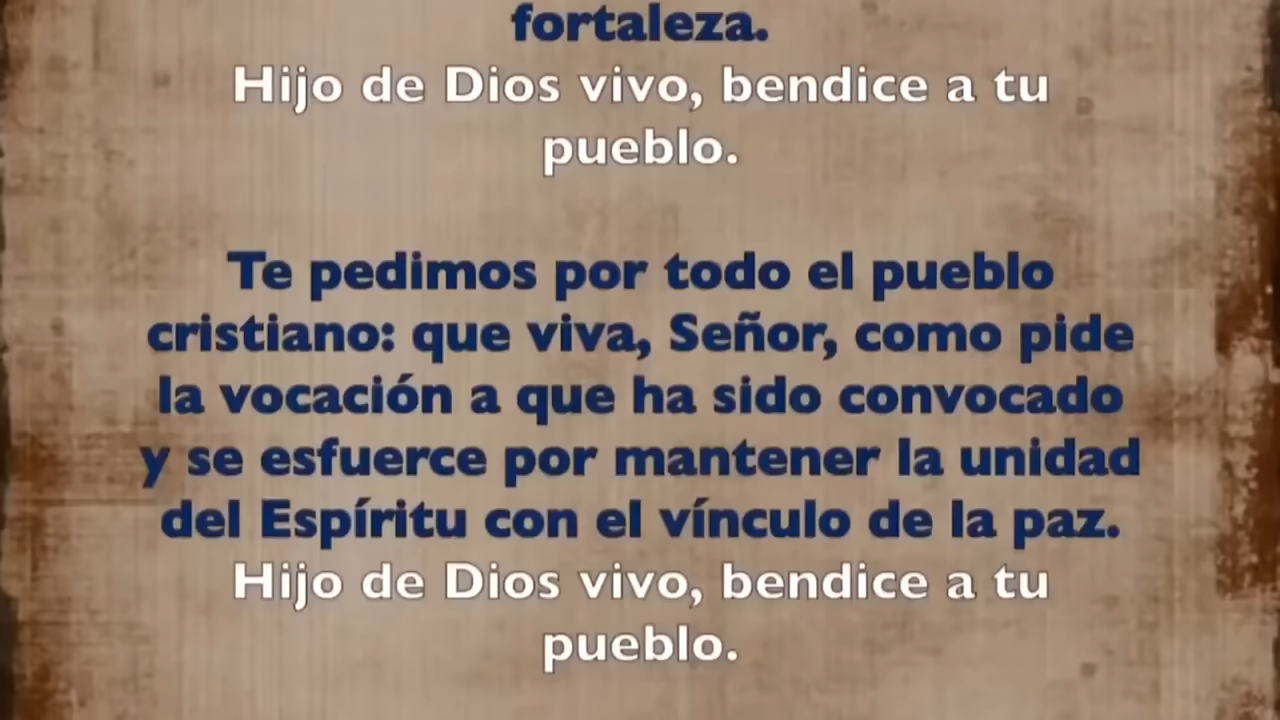 fortaleza.
Hijo de Dios vivo, bendice a tu
pueblo.
Te pedimos por todo el pueblo
cristiano: que viva, Señor, como pide
la vocación a que ha sido convocado
y se esfuerce por mantener la unidad
del Espíritu con el vínculo de la paz.
Hijo de Dios vivo, bendice a tu
pueblo.